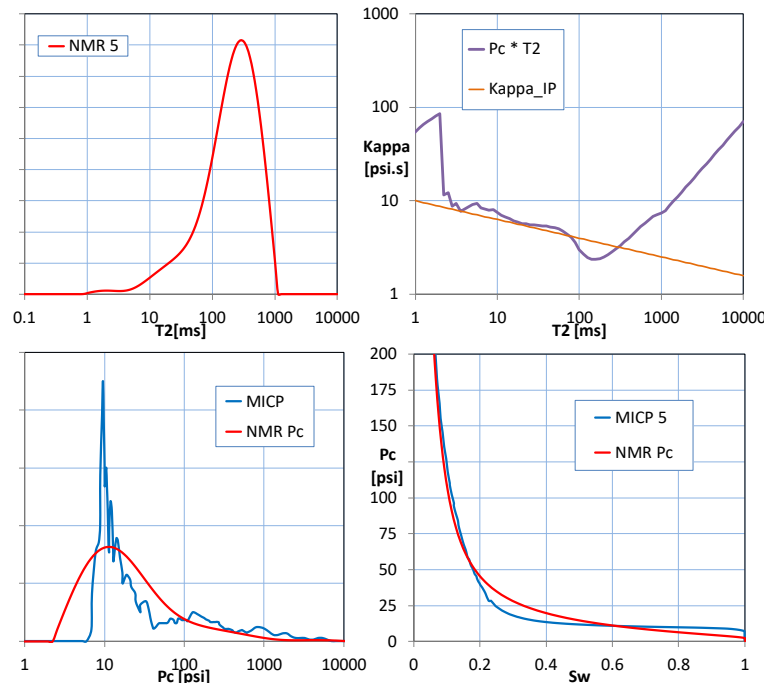 NMR 5
0.1 1 10 100 1000 10000
T2[ms]
1000
100
10
1
Kappa
[psi.s]
Pc * T2
Kappa_IP
1 10 100 1000 10000
T2 [ms]
MICP
NMR Pc
1 10 100 1000 10000
Pc [psi]
200
175
150
125
100
75
50
25
0
Pc
[psi]
MICP 5
NMR Pc
0 0.2 0.4 0.6 0.8 1
Sw